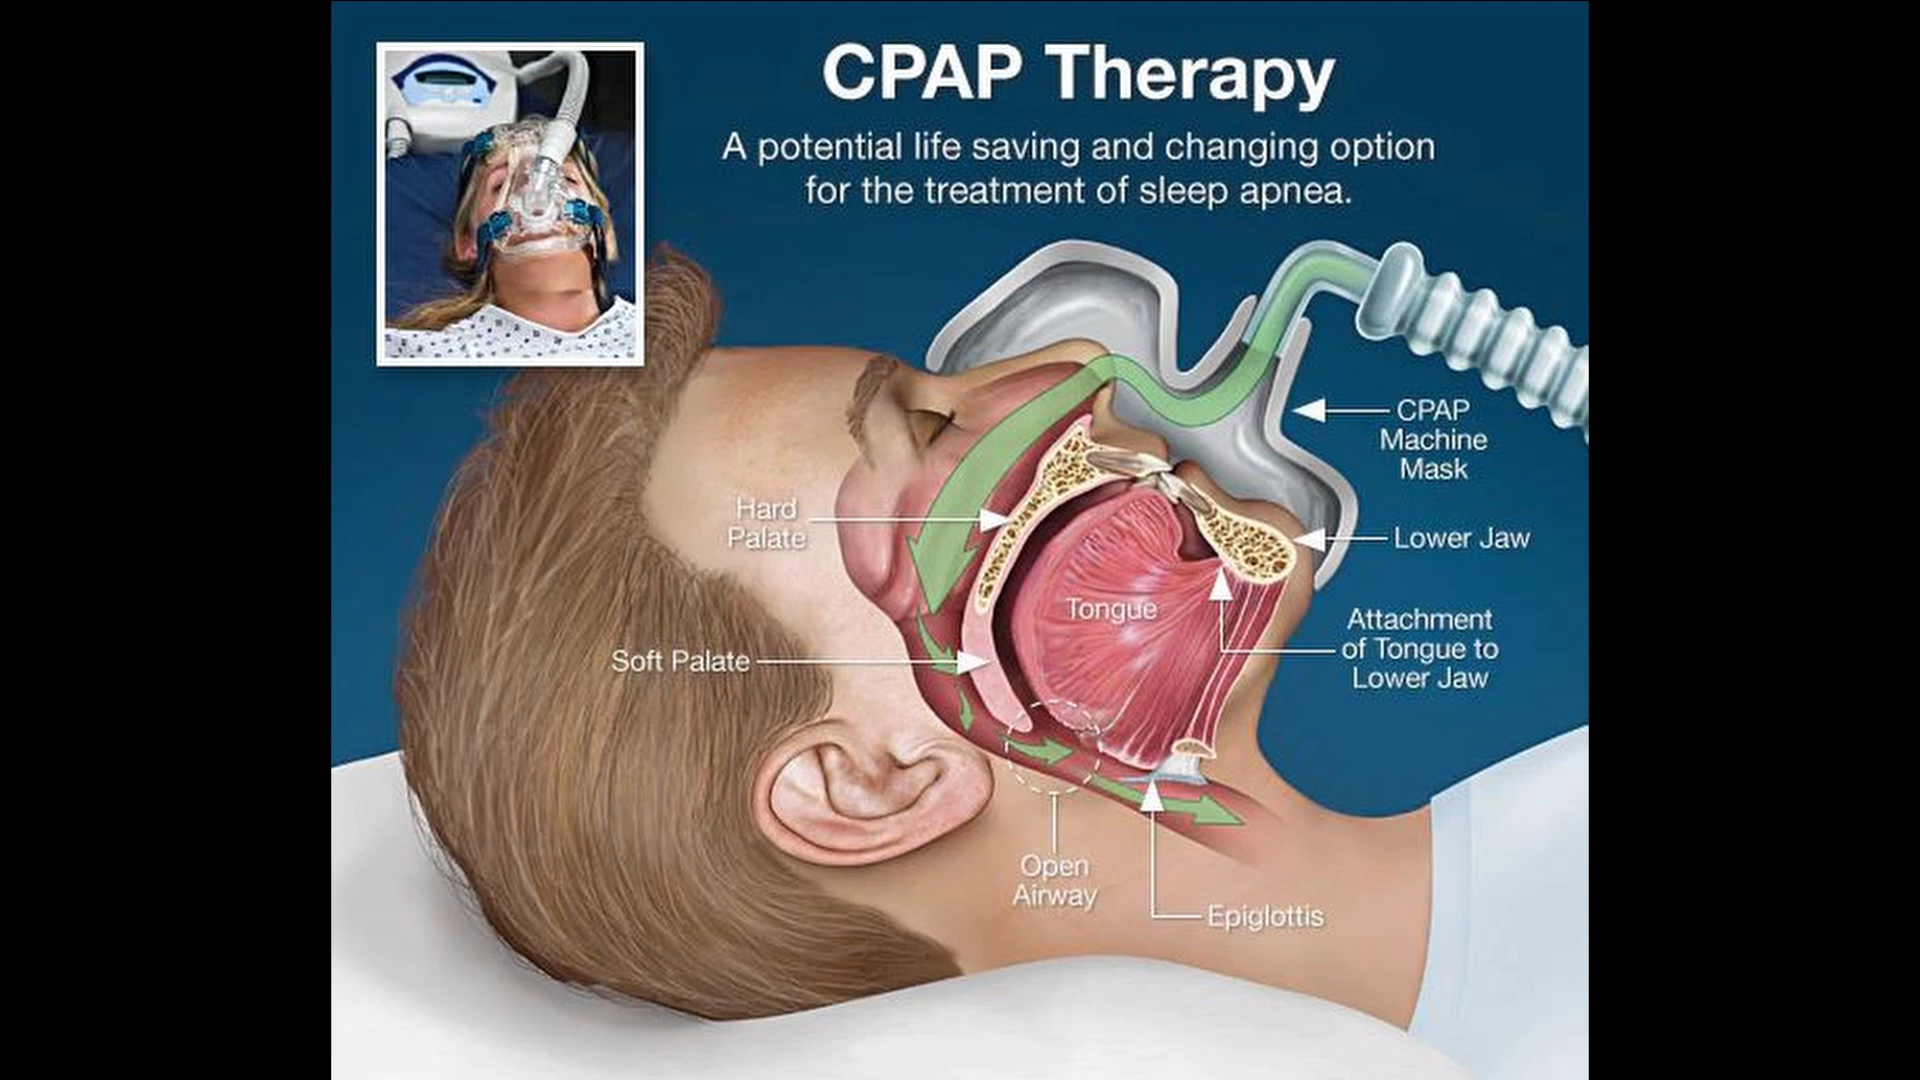 CPAP Therapy
A potential life saving and changing option
for the treatment of sleep apnea.
CPAP
Machine
Mask
Hard
Palate
Lower Jaw
Tongue
Attachment
of Tongue to
Lower Jaw
Soft Palate
Open
Airway
Epiglottis